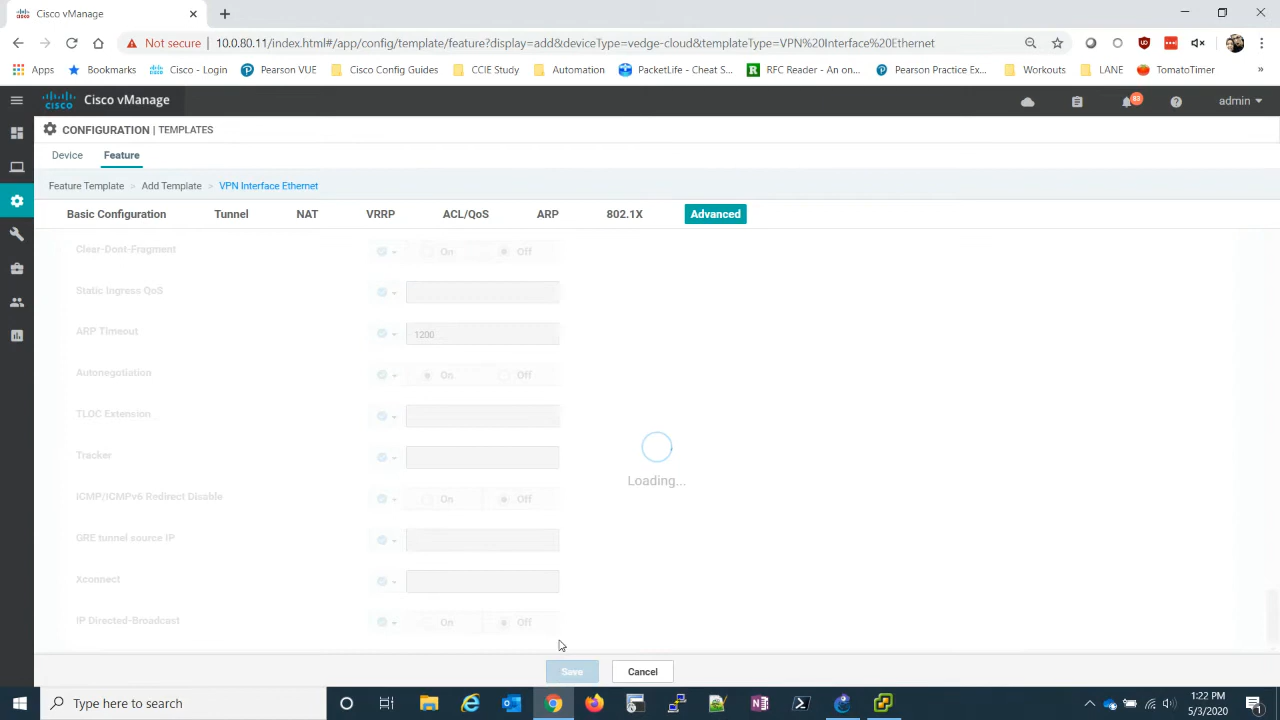 Cisco vManage
Not secure
10.0.80.11/index.html#/app/config/feature?display=add&deviceType=vedge-cloud&templateType=VPN%20Interface%20Ethernet
Apps
Bookmarks
Cisco - Login
Pearson VUE
Cisco Config Guides
CCIE Study
Automation
PacketLife - Cheat S...
RFC Reader - An on...
Pearson Practice Ex...
Workouts
LANE
TomatoTimer
»
Cisco vManage
admin
CONFIGURATION | TEMPLATES
Device Feature
Feature Template > Add Template > VPN Interface Ethernet
Basic Configuration Tunnel NAT VRRP ACL/QoS ARP 802.1X Advanced
Clear-Dont-Fragment On Off
Static Ingress QoS
ARP Timeout 1200
Autonegotiation On Off
TLOC Extension
Tracker
Loading...
ICMP/ICMPv6 Redirect Disable On Off
GRE tunnel source IP
Xconnect
IP Directed-Broadcast On Off
Save Cancel
Type here to search
1:22 PM
5/3/2020